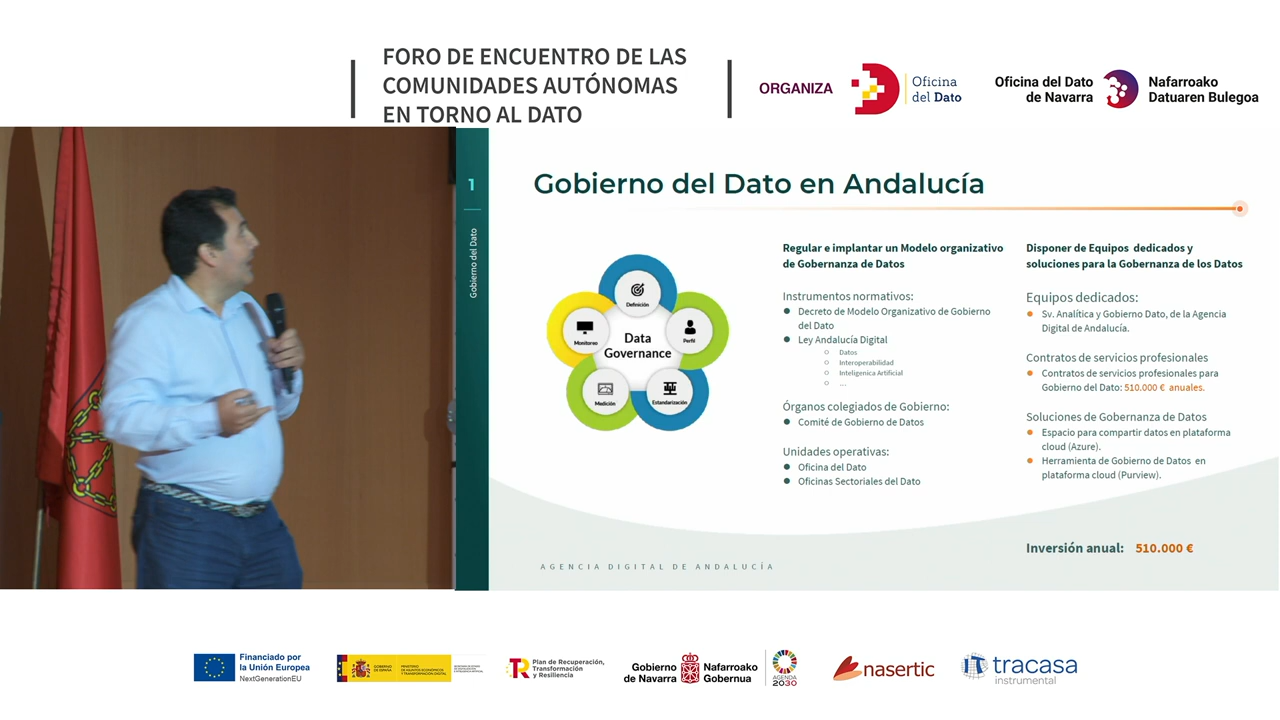 FORO DE ENCUENTRO DE LAS
COMUNIDADES AUTÓNOMAS
EN TORNO AL DATO
ORGANIZA
Oficina
del Dato
Oficina del Dato
de Navarra
Nafarroako
Datuaren Bulegoa
1
Gobierno del Dato
Gobierno del Dato en Andalucía
Definición
Monitoreo
Perfil
Data
Governance
Medición
Estandarización
Regular e implantar un Modelo organizativo
de Gobernanza de Datos
Instrumentos normativos:
Decreto de Modelo Organizativo de Gobierno
del Dato
Ley Andalucía Digital
Datos
Interoperabilidad
Inteligenica Artificial
...
Órganos colegiados de Gobierno:
Comité de Gobierno de Datos
Unidades operativas:
Oficina del Dato
Oficinas Sectoriales del Dato
Disponer de Equipos dedicados y
soluciones para la Gobernanza de los Datos
Equipos dedicados:
Sv. Analítica y Gobierno Dato, de la Agencia
Digital de Andalucía.
Contratos de servicios profesionales
Contratos de servicios profesionales para
Gobierno del Dato: 510.000 € anuales.
Soluciones de Gobernanza de Datos
Espacio para compartir datos en plataforma
cloud (Azure).
Herramienta de Gobierno de Datos en
plataforma cloud (Purview).
Inversión anual: 510.000 €
AGENCIA DIGITAL DE ANDALUCÍA
Financiado por
la Unión Europea
NextGenerationEU
GOBIERNO
DE ESPAÑA
MINISTERIO
DE ASUNTOS ECONÓMICOS
Y TRANSFORMACIÓN DIGITAL
Plan de Recuperación,
Transformación
y Resiliencia
Gobierno
de Navarra
Nafarroako
Gobernua
AGENDA
2030
nasertic
tracasa
instrumental